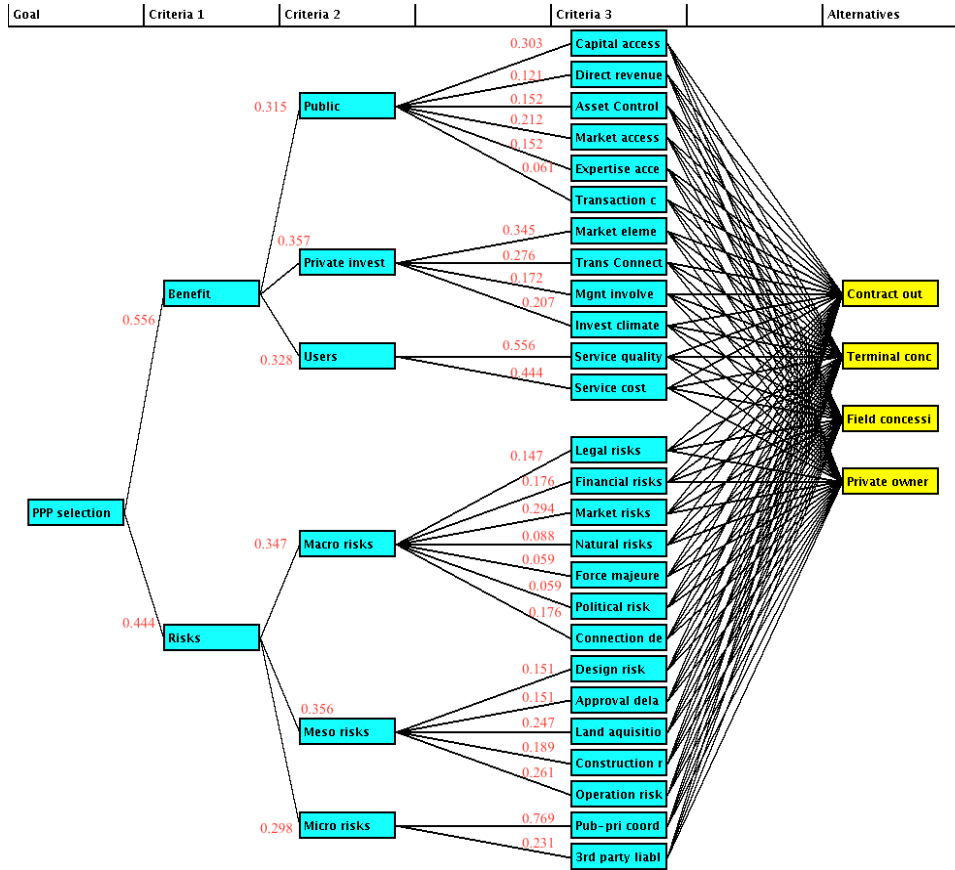 Goal Criteria 1 Criteria 2 Criteria 3 Alternatives
0.303 Capital access
0.121 Direct revenue
0.315 Public 0.152 Asset Control
0.212 Market access
0.152 Expertise acce
0.061 Transaction c
0.345 Market eleme
0.357 Private invest 0.276 Trans Connect
Benefit 0.172 Mgnt involve Contract out
0.556 0.207 Invest climate
0.328 Users 0.556 Service quality Terminal conc
0.444 Service cost
Field concessi
0.147 Legal risks
0.176 Financial risks Private owner
PPP selection 0.294 Market risks
0.347 Macro risks 0.088 Natural risks
0.059 Force majeure
0.059 Political risk
0.444 Risks 0.176 Connection de
0.151 Design risk
0.356 0.151 Approval dela
Meso risks 0.247 Land aquisitio
0.189 Construction r
0.261 Operation risk
0.298 Micro risks 0.769 Pub-pri coord
0.231 3rd party liabl